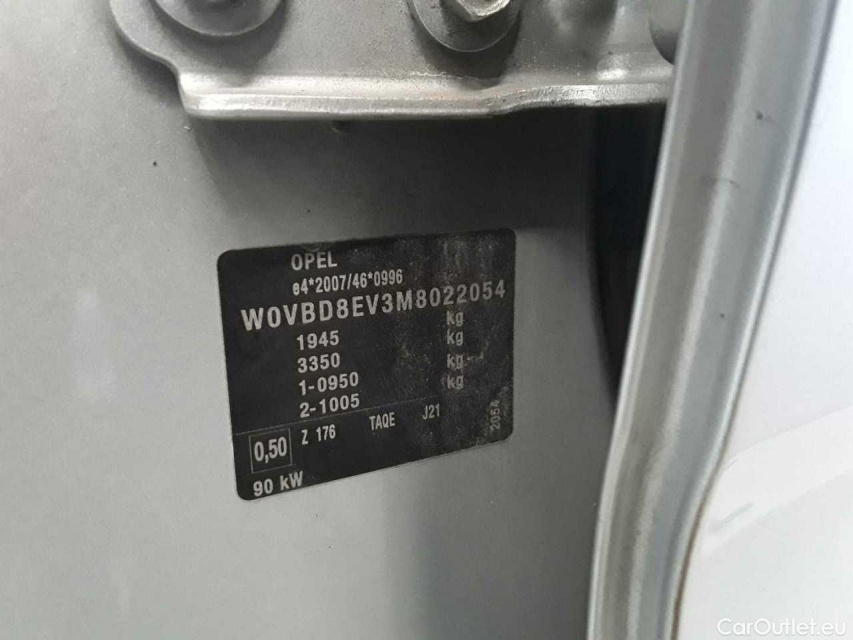 OPEL
e4*2007/46*0996
W0VBD8EV3M8022054
1945 kg
3350 kg
1-0950 kg
2-1005 kg
0,50 Z 176 TAQE J21
2054
90 kW
CarOutlet.eu